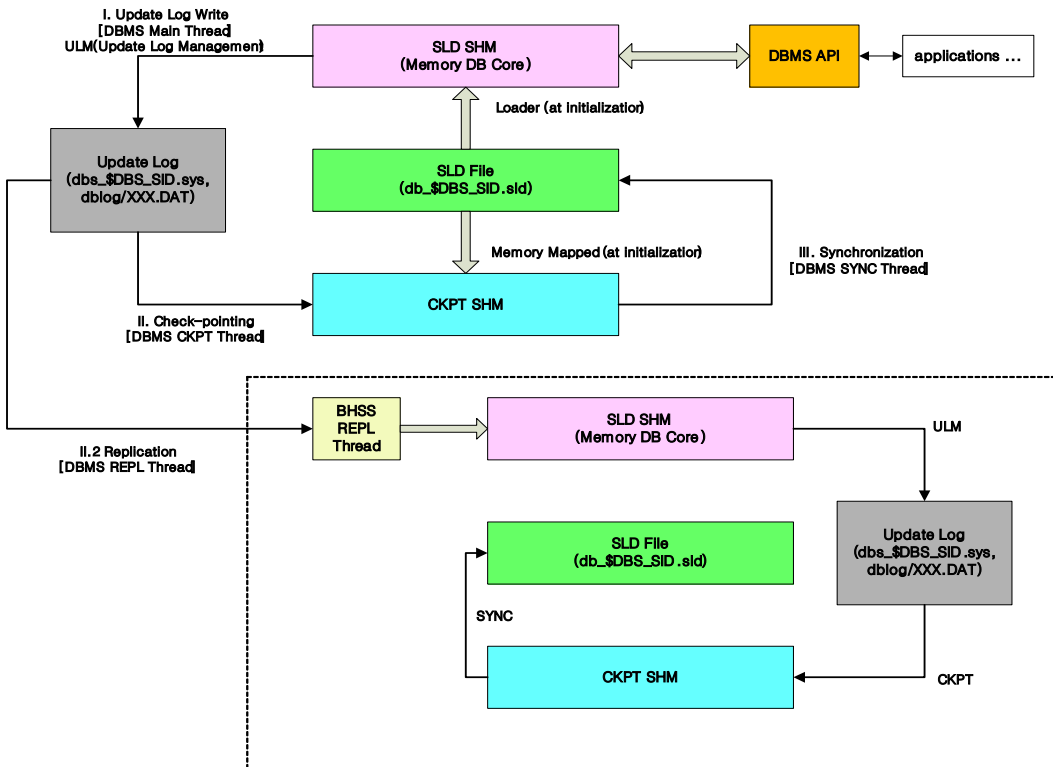 I. Update Log Write
[DBMS Main Thread]
ULM(Update Log Management)
SLD SHM
(Memory DB Core)
DBMS API
applications ...
Loader (at initialization)
Update Log
(dbs_$DBS_SID.sys,
dblog/XXX.DAT)
SLD File
(db_$DBS_SID.sld)
Memory Mapped (at initialization)
III. Synchronization
[DBMS SYNC Thread]
CKPT SHM
II. Check-pointing
[DBMS CKPT Thread]
BHSS
REPL
Thread
SLD SHM
(Memory DB Core)
ULM
II.2 Replication
[DBMS REPL Thread]
SLD File
(db_$DBS_SID.sld)
Update Log
(dbs_$DBS_SID.sys,
dblog/XXX.DAT)
SYNC
CKPT SHM
CKPT